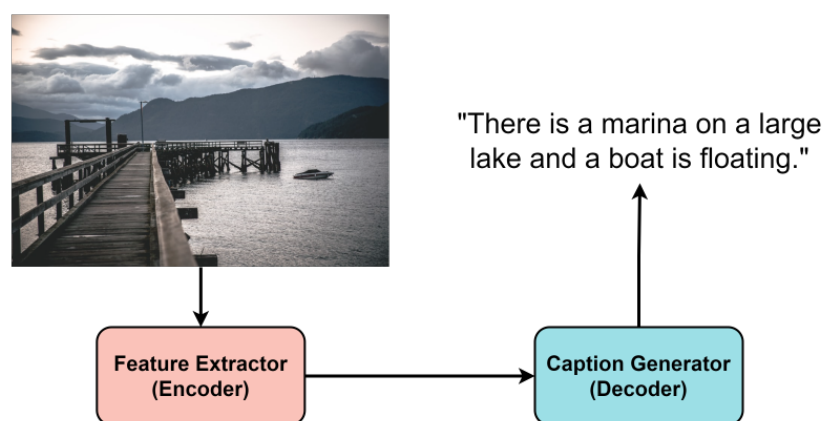 "There is a marina on a large
lake and a boat is floating."
Feature Extractor
(Encoder)
Caption Generator
(Decoder)